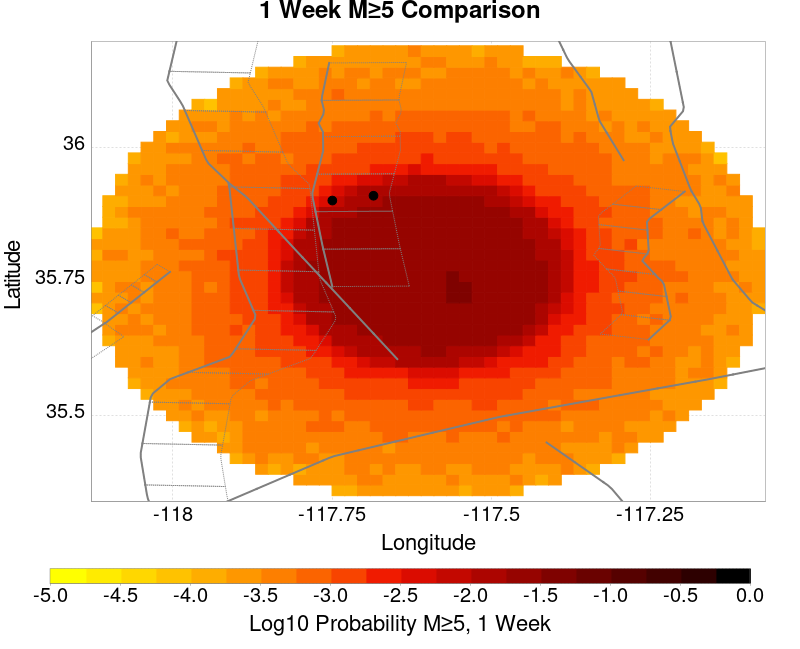 1 Week M≥5 Comparison
36
35.75
35.5
Latitude
-118 -117.75 -117.5 -117.25
Longitude
-5.0 -4.5 -4.0 -3.5 -3.0 -2.5 -2.0 -1.5 -1.0 -0.5 0.0
Log10 Probability M≥5, 1 Week